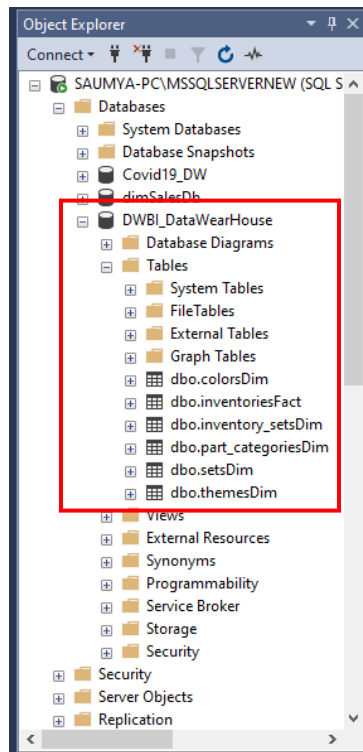 Object Explorer
Connect
SAUMYA-PC\MSSQLSERVERNEW (SQL S
Databases
System Databases
Database Snapshots
Covid19_DW
dimSalesDb
DWBI_DataWearHouse
Database Diagrams
Tables
System Tables
FileTables
External Tables
Graph Tables
dbo.colorsDim
dbo.inventoriesFact
dbo.inventory_setsDim
dbo.part_categoriesDim
dbo.setsDim
dbo.themesDim
Views
External Resources
Synonyms
Programmability
Service Broker
Storage
Security
Security
Server Objects
Replication